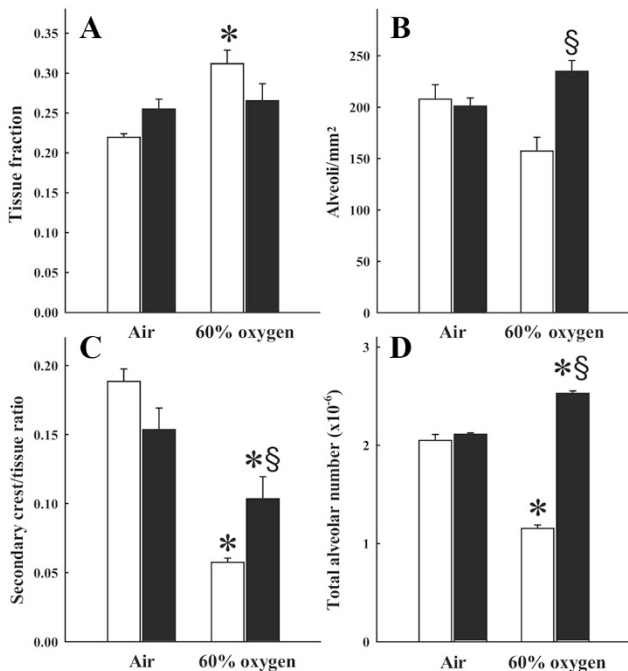 A
Tissue fraction
0.35
0.30
0.25
0.20
0.15
0.10
0.05
0.00
*
Air
60% oxygen
B
Alveoli/mm²
250
200
150
100
50
0
§
Air
60% oxygen
C
Secondary crest/tissue ratio
0.20
0.15
0.10
0.05
0.00
*
*§
Air
60% oxygen
D
Total alveolar number (x10⁻⁶)
3
2
1
0
*
*§
Air
60% oxygen